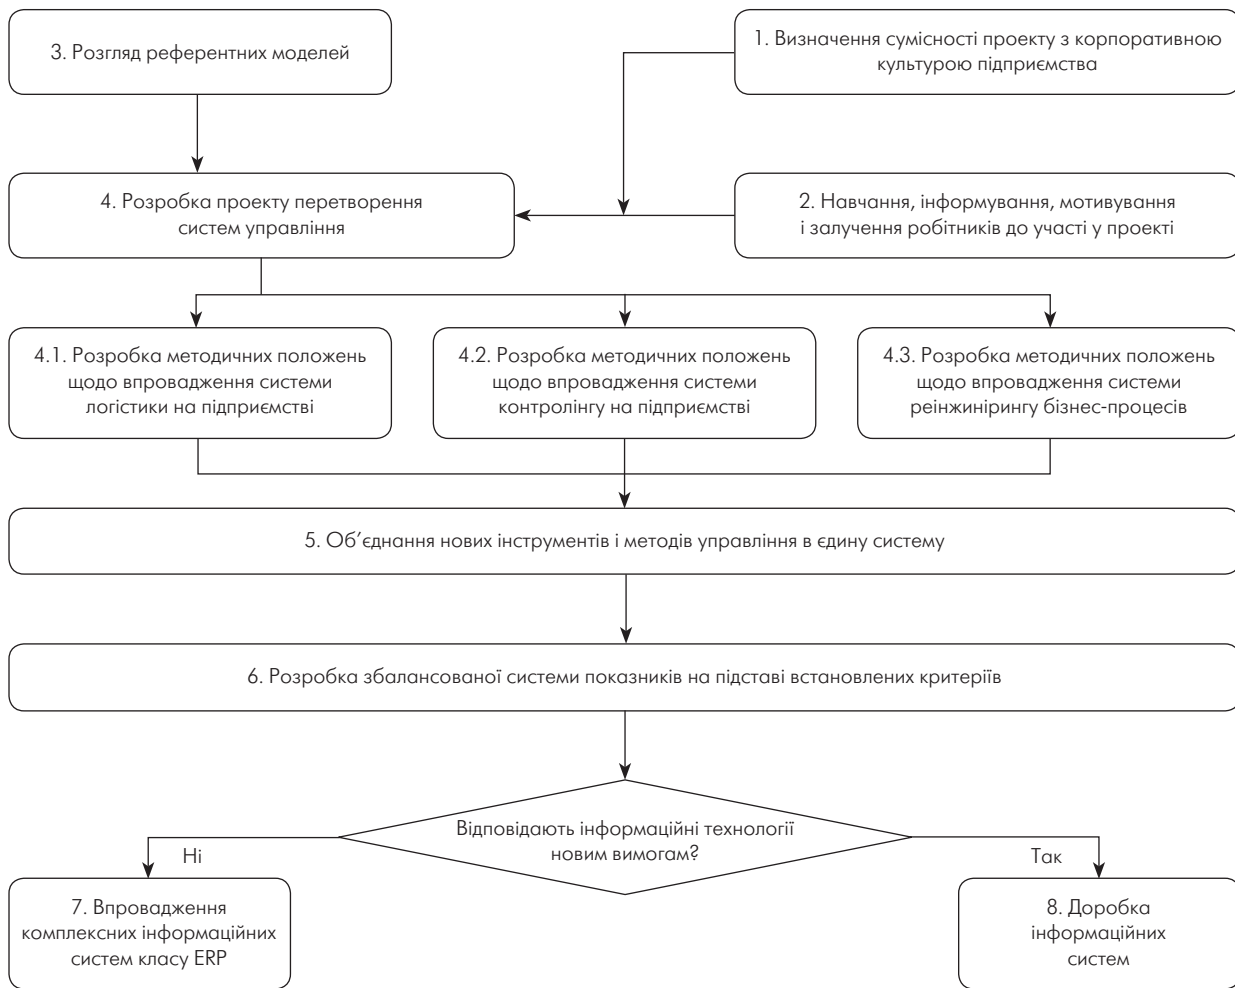 3. Розгляд референтних моделей
1. Визначення сумісності проекту з корпоративною
культурою підприємства
4. Розробка проекту перетворення
систем управління
2. Навчання, інформування, мотивування
і залучення робітників до участі у проекті
4.1. Розробка методичних положень
щодо впровадження системи
логістики на підприємстві
4.2. Розробка методичних положень
щодо впровадження системи
контролінгу на підприємстві
4.3. Розробка методичних положень
щодо впровадження системи
реінжинірингу бізнес-процесів
5. Об’єднання нових інструментів і методів управління в єдину систему
6. Розробка збалансованої системи показників на підставі встановлених критеріїв
Відповідають інформаційні технології
новим вимогам?
Ні
Так
7. Впровадження
комплексних інформаційних
систем класу ERP
8. Доробка
інформаційних
систем